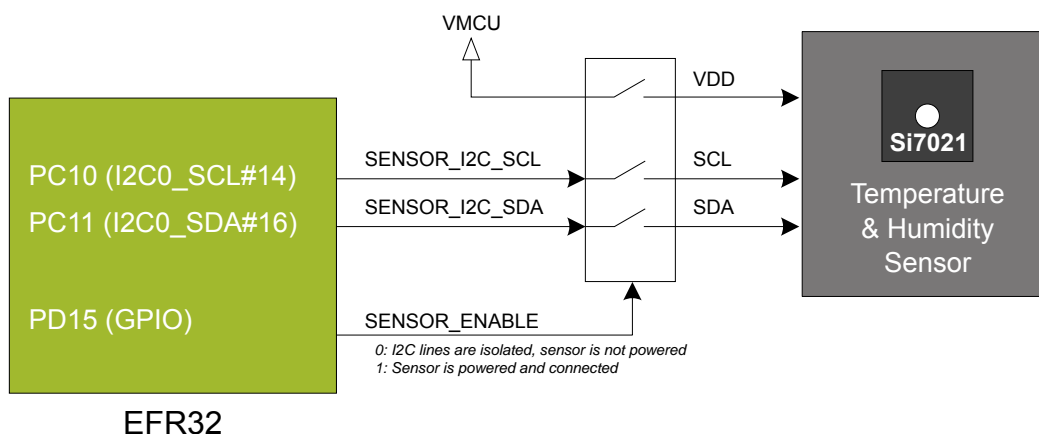 VMCU
VDD
Si7021
PC10 (I2C0_SCL#14)
SENSOR_I2C_SCL
SCL
PC11 (I2C0_SDA#16)
SENSOR_I2C_SDA
SDA
Temperature
& Humidity
Sensor
PD15 (GPIO)
SENSOR_ENABLE
0: I2C lines are isolated, sensor is not powered
1: Sensor is powered and connected
EFR32